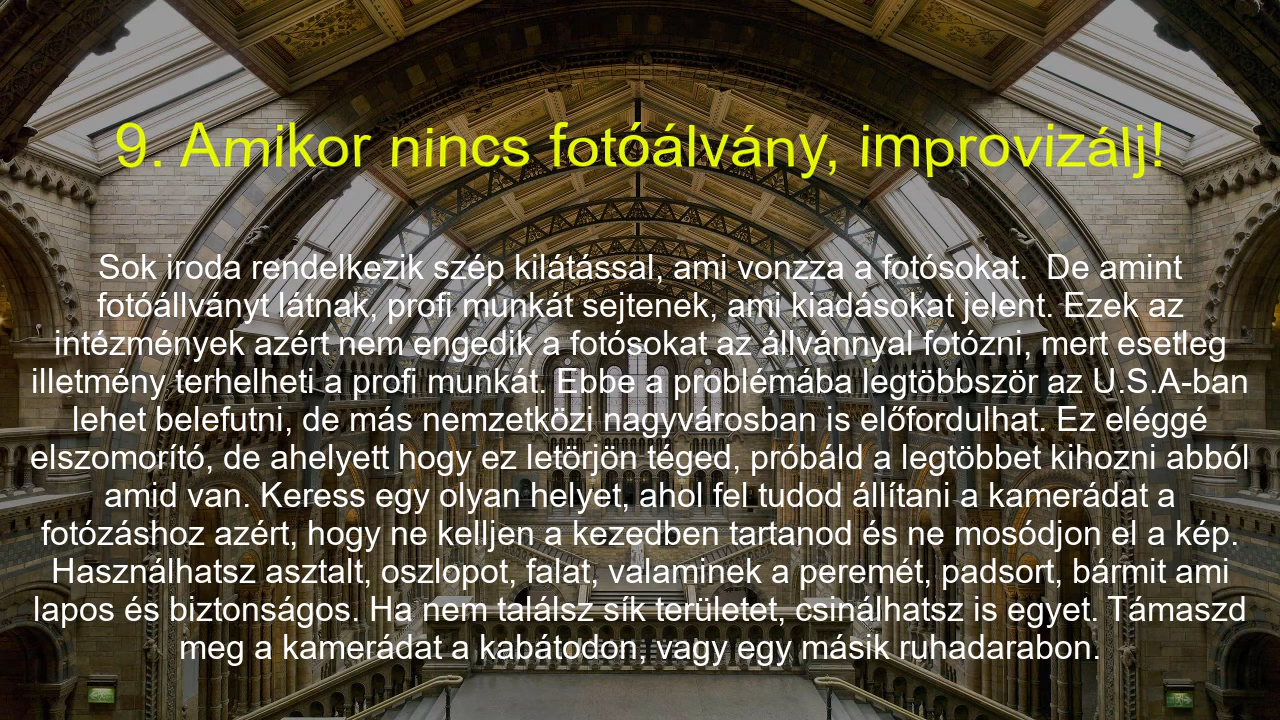 9. Amikor nincs fotóálvány, improvizálj!
Sok iroda rendelkezik szép kilátással, ami vonzza a fotósokat.  De amint
fotóállványt látnak, profi munkát sejtenek, ami kiadásokat jelent. Ezek az
intézmények azért nem engedik a fotósokat az állvánnyal fotózni, mert esetleg
illetmény terhelheti a profi munkát. Ebbe a problémába legtöbbször az U.S.A-ban
lehet belefutni, de más nemzetközi nagyvárosban is előfordulhat. Ez eléggé
elszomorító, de ahelyett hogy ez letörjön téged, próbáld a legtöbbet kihozni abból
amid van. Keress egy olyan helyet, ahol fel tudod állítani a kamerádat a
fotózáshoz azért, hogy ne kelljen a kezedben tartanod és ne mosódjon el a kép.
Használhatsz asztalt, oszlopot, falat, valaminek a peremét, padsort, bármit ami
lapos és biztonságos. Ha nem találsz sík területet, csinálhatsz is egyet. Támaszd
meg a kamerádat a kabátodon, vagy egy másik ruhadarabon.